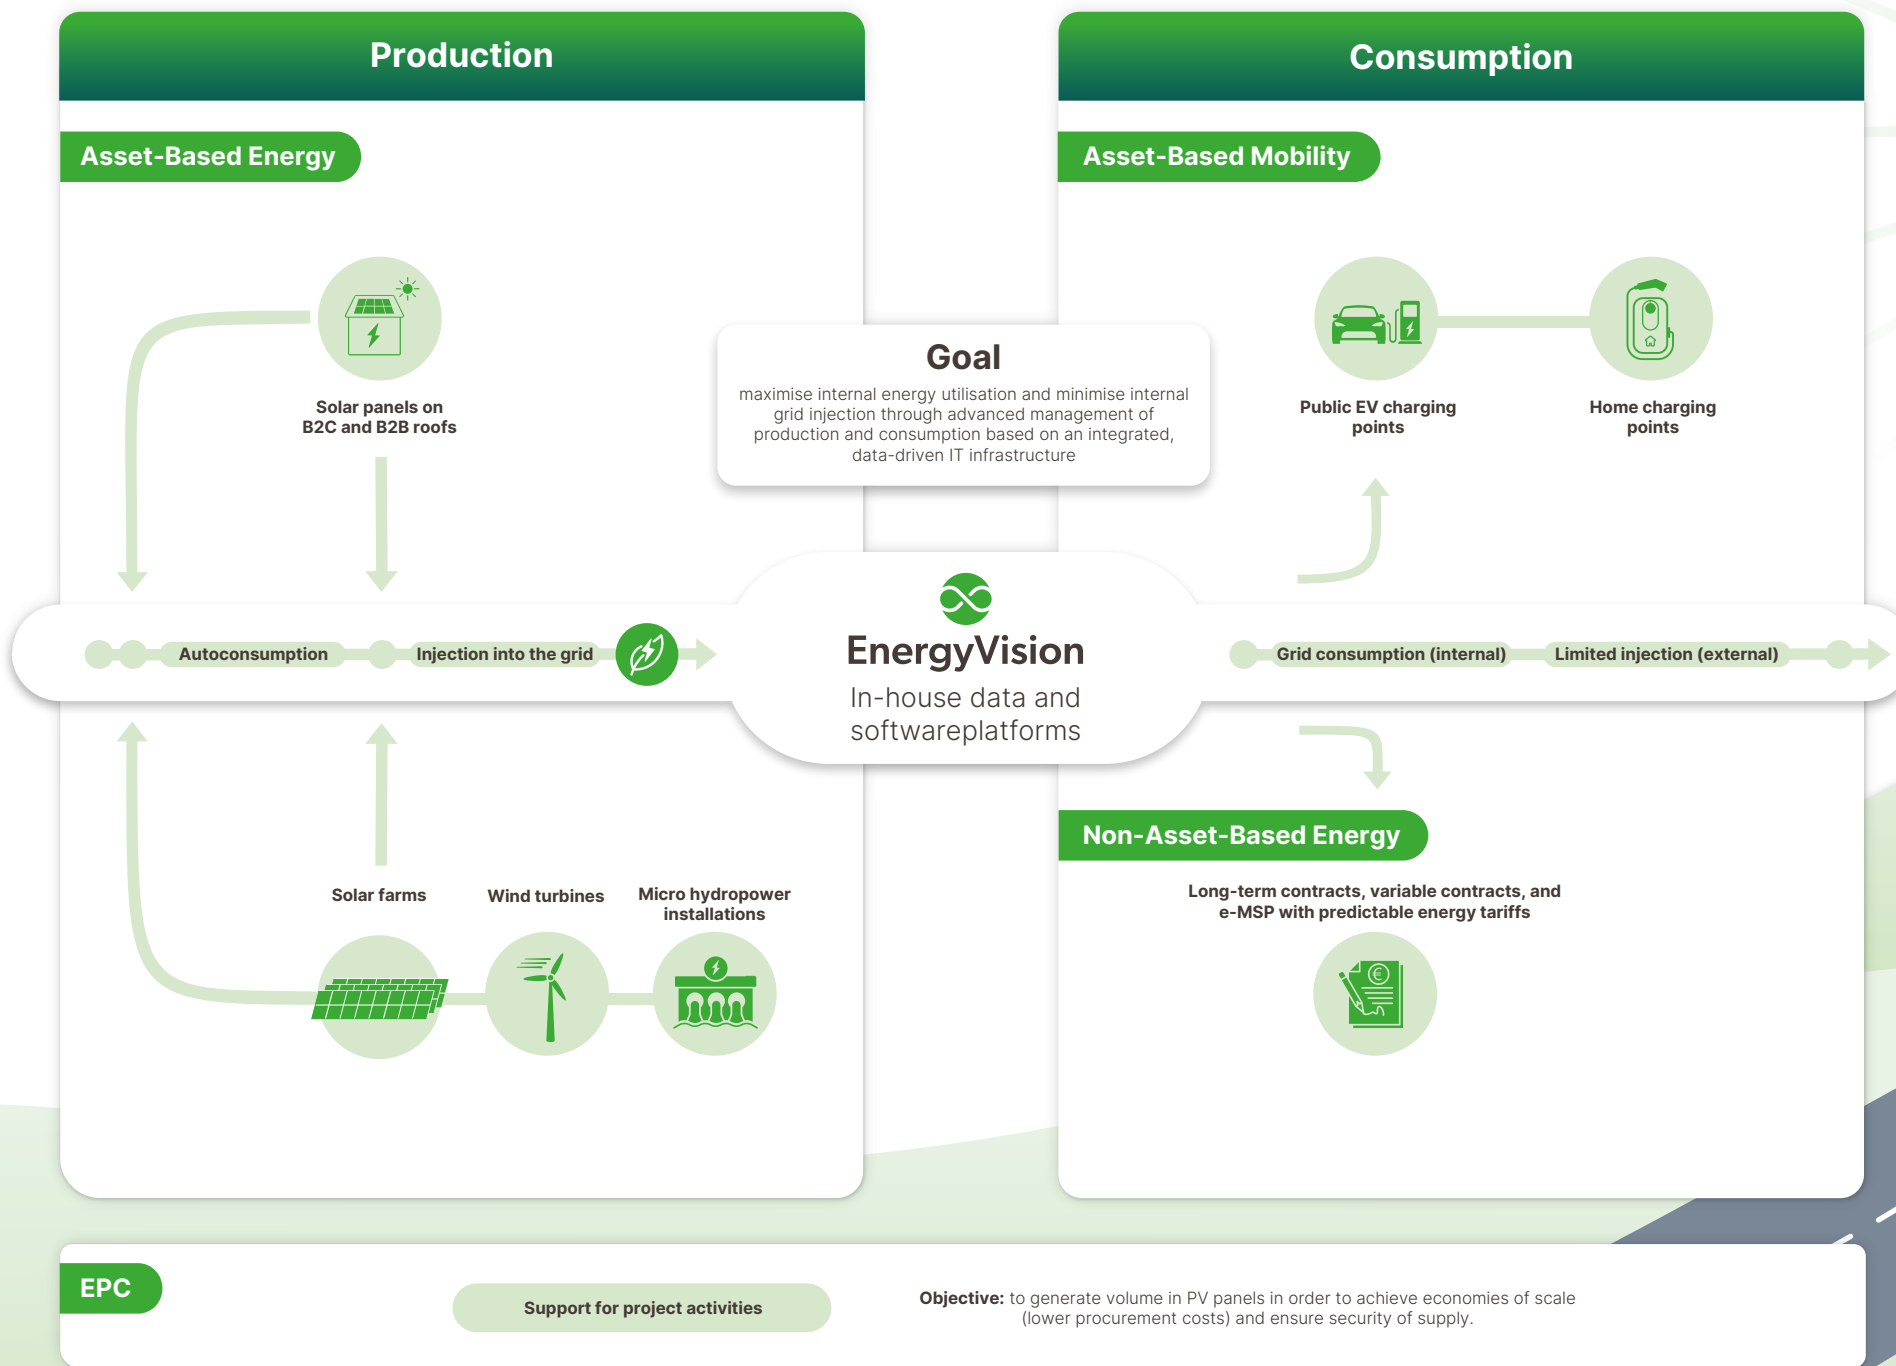 Production
Asset-Based Energy
Solar panels on
B2C and B2B roofs
Goal
maximise internal energy utilisation and minimise internal
grid injection through advanced management of
production and consumption based on an integrated,
data-driven IT infrastructure
Consumption
Asset-Based Mobility
Public EV charging
points
Home charging
points
Autoconsumption
Injection into the grid
EnergyVision
In-house data and
softwareplatforms
Grid consumption (internal)
Limited injection (external)
Solar farms
Wind turbines
Micro hydropower
installations
Non-Asset-Based Energy
Long-term contracts, variable contracts, and
e-MSP with predictable energy tariffs
€
EPC
Support for project activities
Objective: to generate volume in PV panels in order to achieve economies of scale
(lower procurement costs) and ensure security of supply.